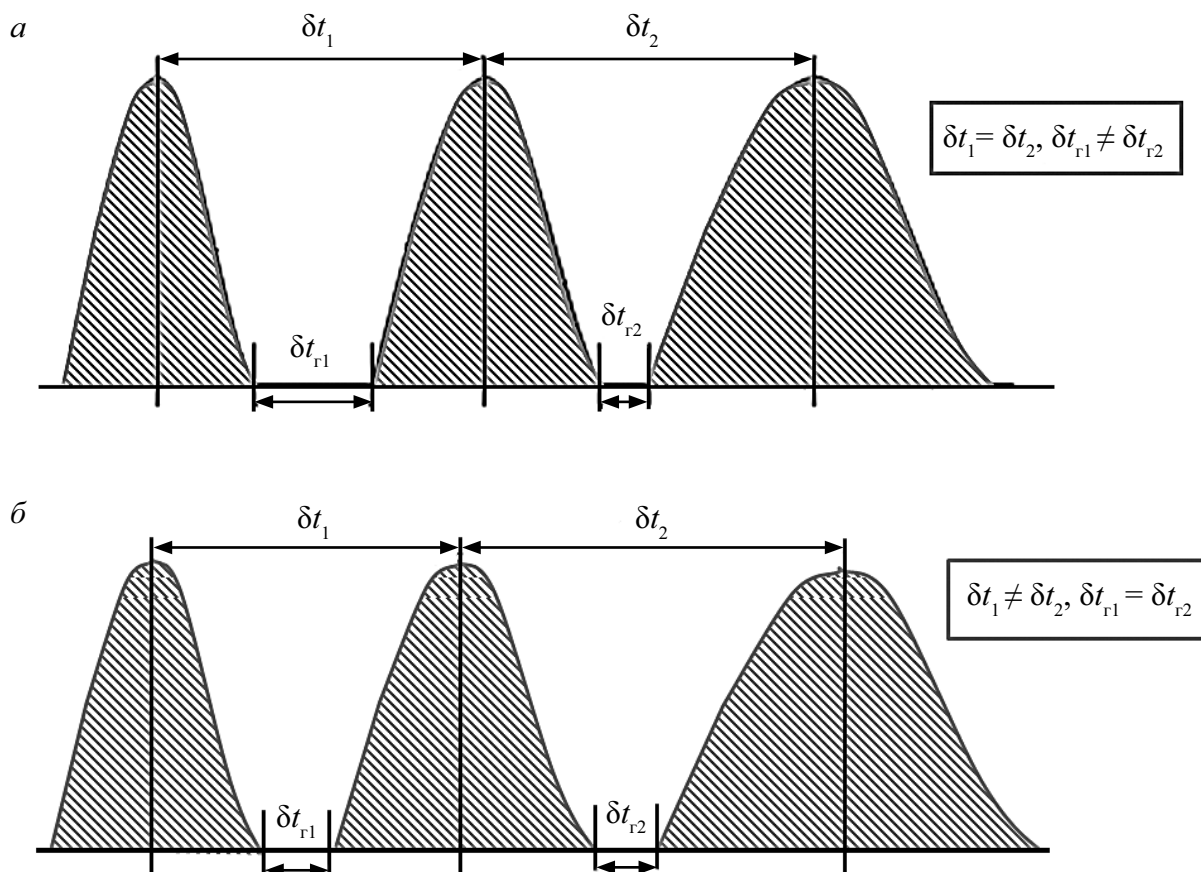 а
δt₁
δt₂
δt₁= δt₂, δtг1 ≠ δtг2
δtг2
δtг1
б
δt₁
δt₂
δt₁ ≠ δt₂, δtг1 = δtг2
δtг1
δtг2